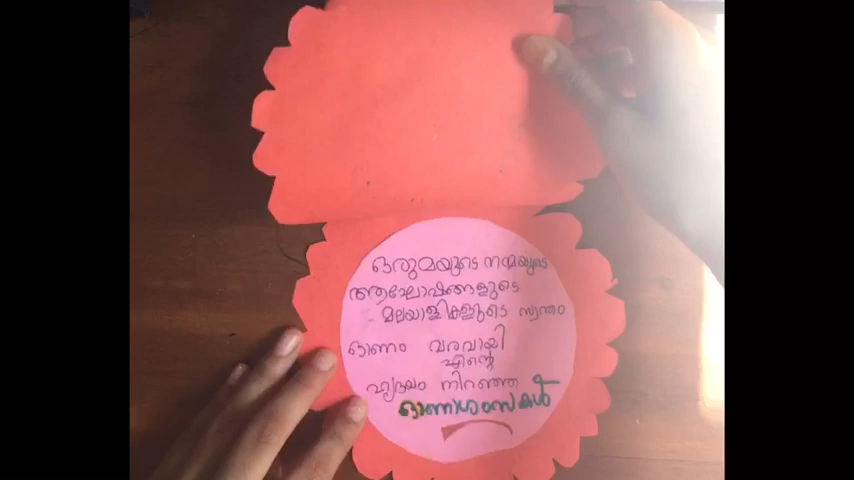 ഒരുമയുടെ നന്മയുടെ
ആഘോഷങ്ങളുടെ
മലയാളികളുടെ സ്വന്തം
ഓണം വരവായി
എന്റെ
ഹൃദയം നിറഞ്ഞ
ഓണാശംസകൾ